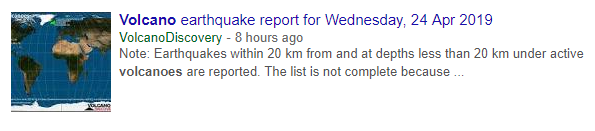 Volcano earthquake report for Wednesday, 24 Apr 2019
VolcanoDiscovery - 8 hours ago
Note: Earthquakes within 20 km from and at depths less than 20 km under active
volcanoes are reported. The list is not complete because ...
VOLCANO